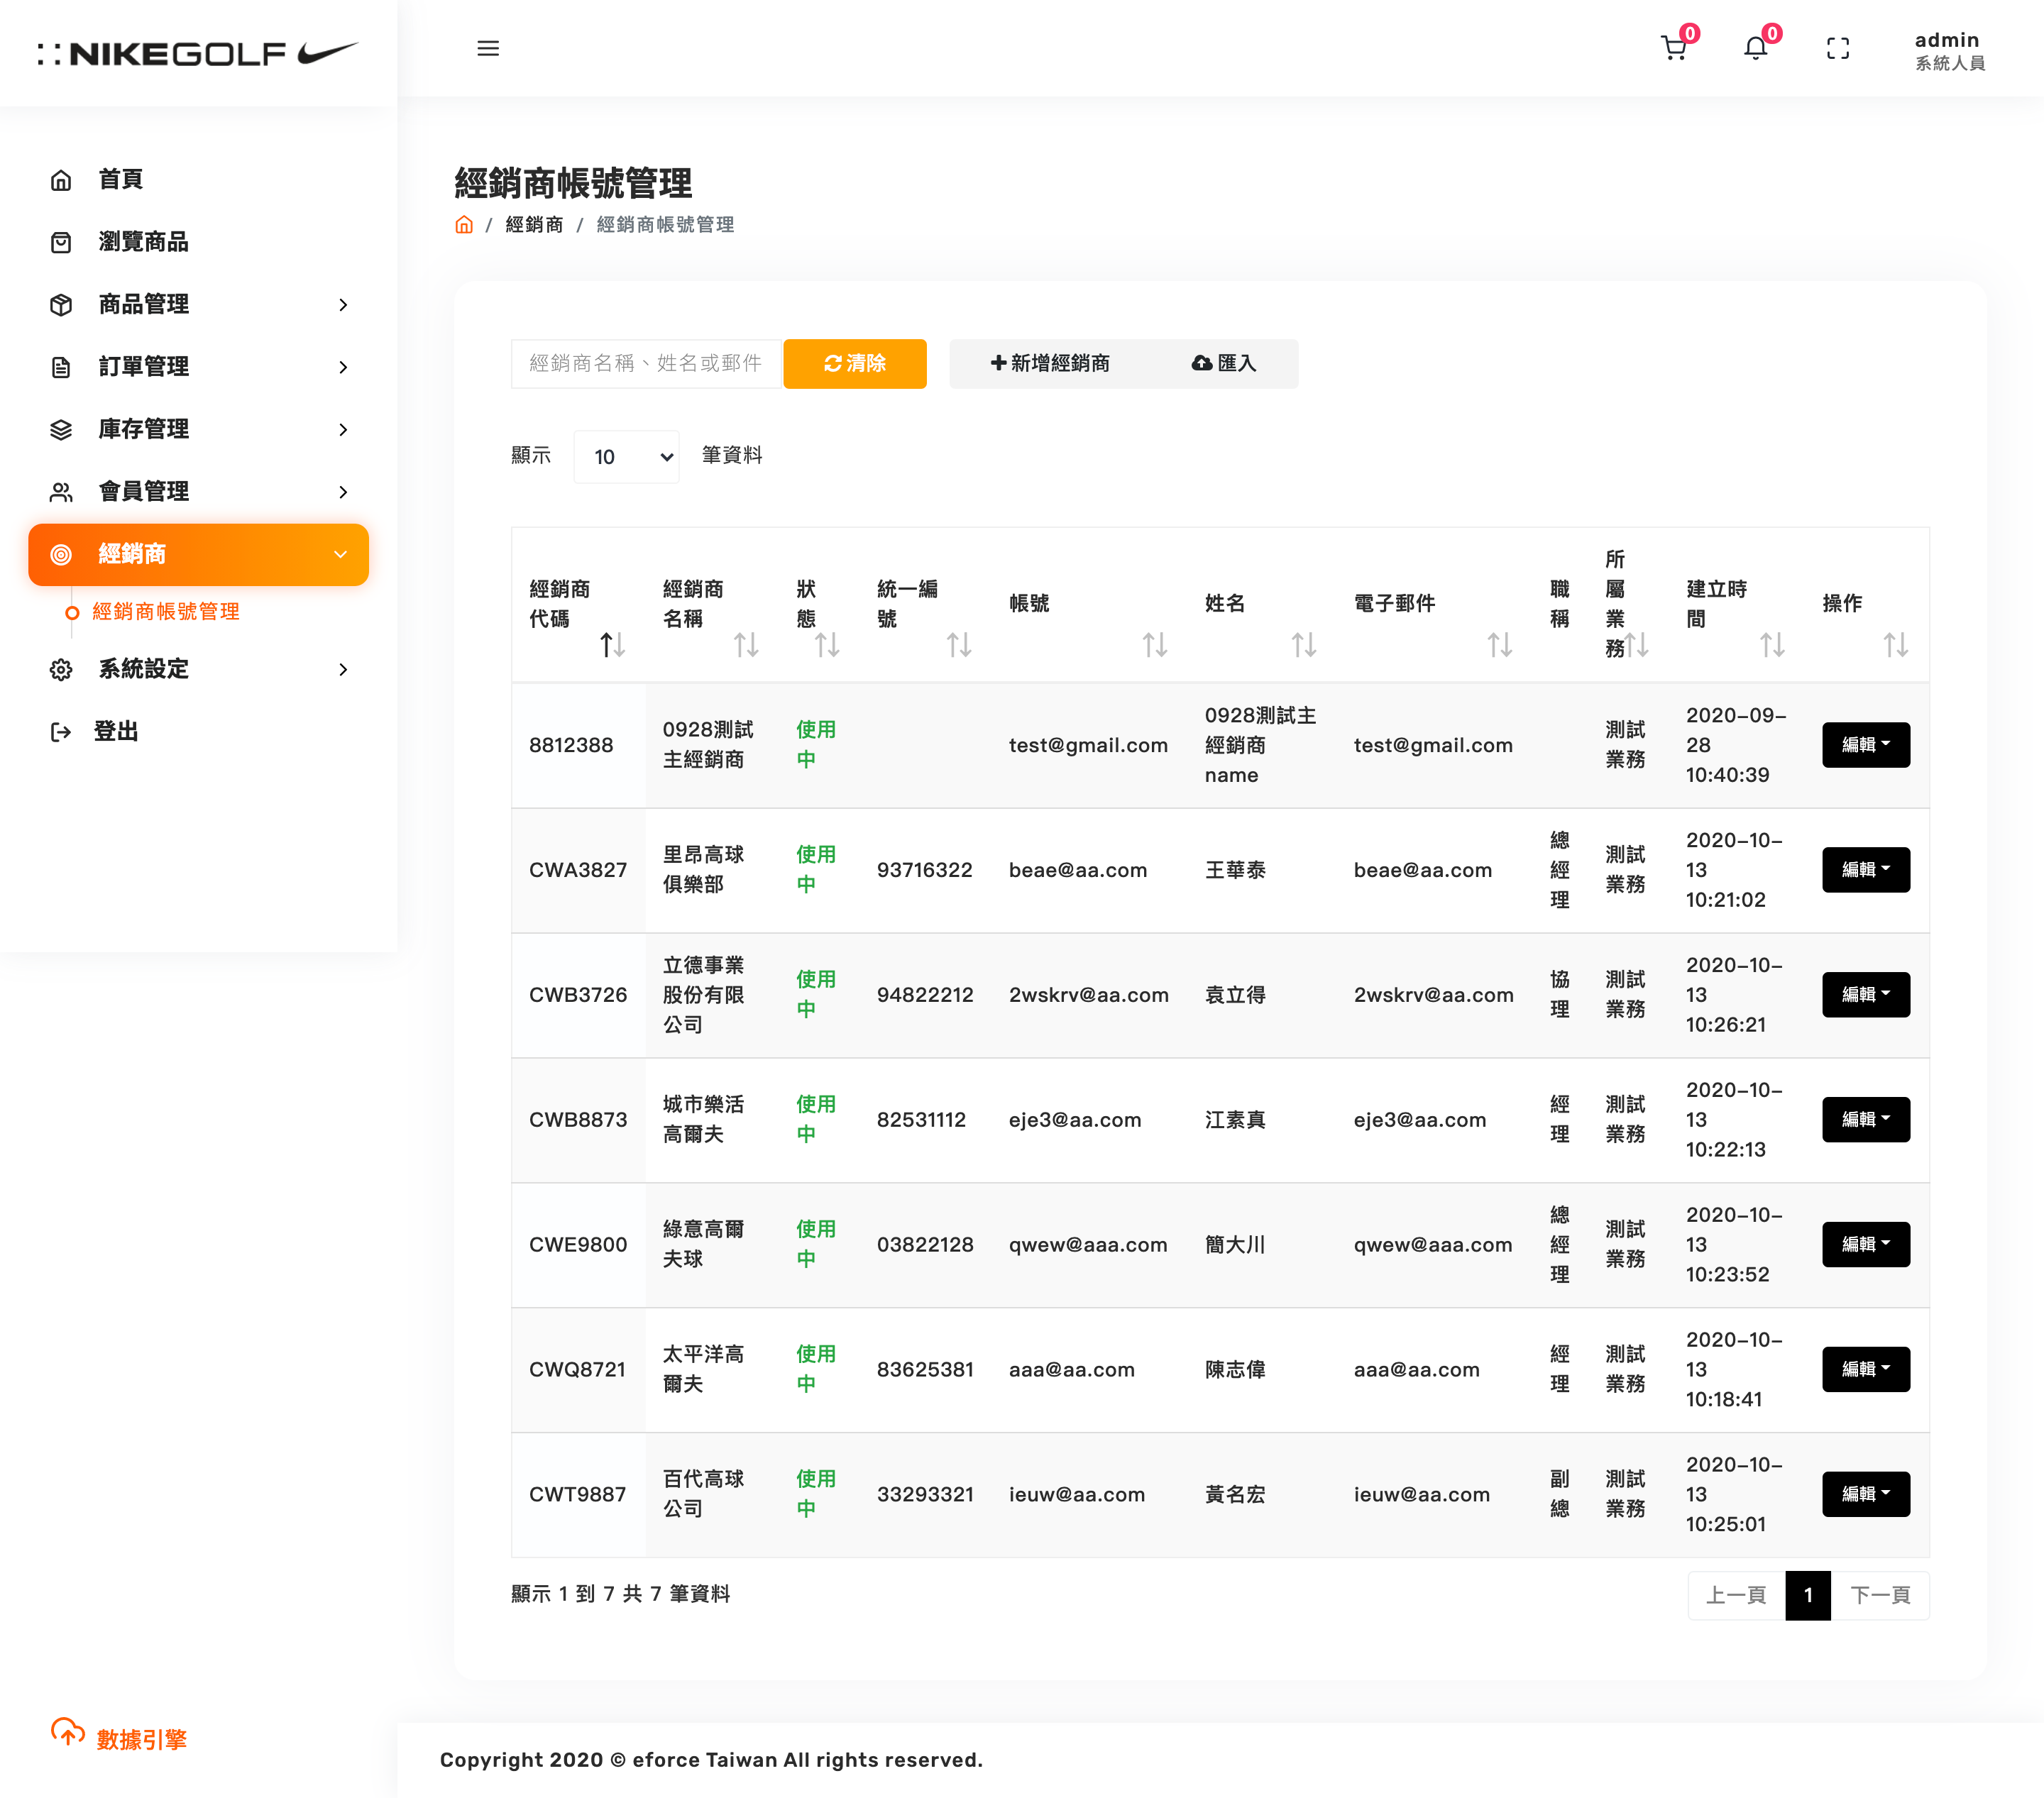 NIKEGOLF
0
0
admin
系統人員
首頁
瀏覽商品
商品管理
訂單管理
庫存管理
會員管理
經銷商
經銷商帳號管理
系統設定
登出
數據引擎
經銷商帳號管理
/ 經銷商 / 經銷商帳號管理
經銷商名稱、姓名或郵件 清除 新增經銷商 匯入
顯示 10 筆資料
經銷商
代碼
經銷商
名稱
狀
態
統一編
號
帳號
姓名
電子郵件
職
稱
所
屬
業
務
建立時
間
操作
8812388
0928測試
主經銷商
使用
中
test@gmail.com
0928測試主
經銷商
name
test@gmail.com
測試
業務
2020-09-
28
10:40:39
編輯
CWA3827
里昂高球
俱樂部
使用
中
93716322
beae@aa.com
王華泰
beae@aa.com
總
經
理
測試
業務
2020-10-
13
10:21:02
編輯
CWB3726
立德事業
股份有限
公司
使用
中
94822212
2wskrv@aa.com
袁立得
2wskrv@aa.com
協
理
測試
業務
2020-10-
13
10:26:21
編輯
CWB8873
城市樂活
高爾夫
使用
中
82531112
eje3@aa.com
江素真
eje3@aa.com
經
理
測試
業務
2020-10-
13
10:22:13
編輯
CWE9800
綠意高爾
夫球
使用
中
03822128
qwew@aaa.com
簡大川
qwew@aaa.com
總
經
理
測試
業務
2020-10-
13
10:23:52
編輯
CWQ8721
太平洋高
爾夫
使用
中
83625381
aaa@aa.com
陳志偉
aaa@aa.com
經
理
測試
業務
2020-10-
13
10:18:41
編輯
CWT9887
百代高球
公司
使用
中
33293321
ieuw@aa.com
黃名宏
ieuw@aa.com
副
總
測試
業務
2020-10-
13
10:25:01
編輯
顯示 1 到 7 共 7 筆資料
上一頁 1 下一頁
Copyright 2020 © eforce Taiwan All rights reserved.